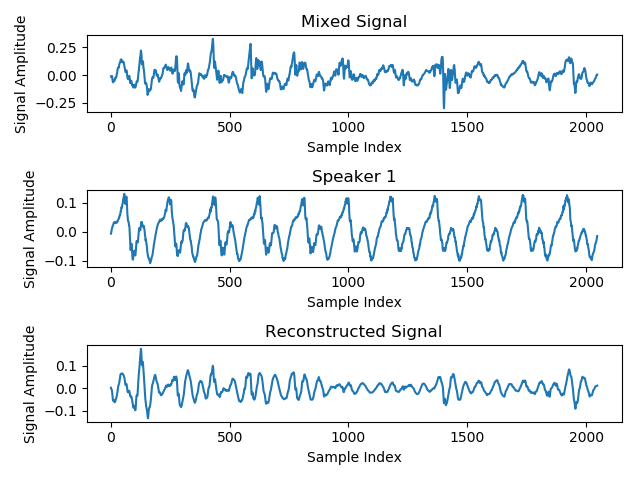 Mixed Signal
Signal Amplitude
0.25
0.00
−0.25
0 500 1000 1500 2000
Sample Index
Speaker 1
Signal Amplitude
0.1
0.0
−0.1
0 500 1000 1500 2000
Sample Index
Reconstructed Signal
Signal Amplitude
0.1
0.0
−0.1
0 500 1000 1500 2000
Sample Index